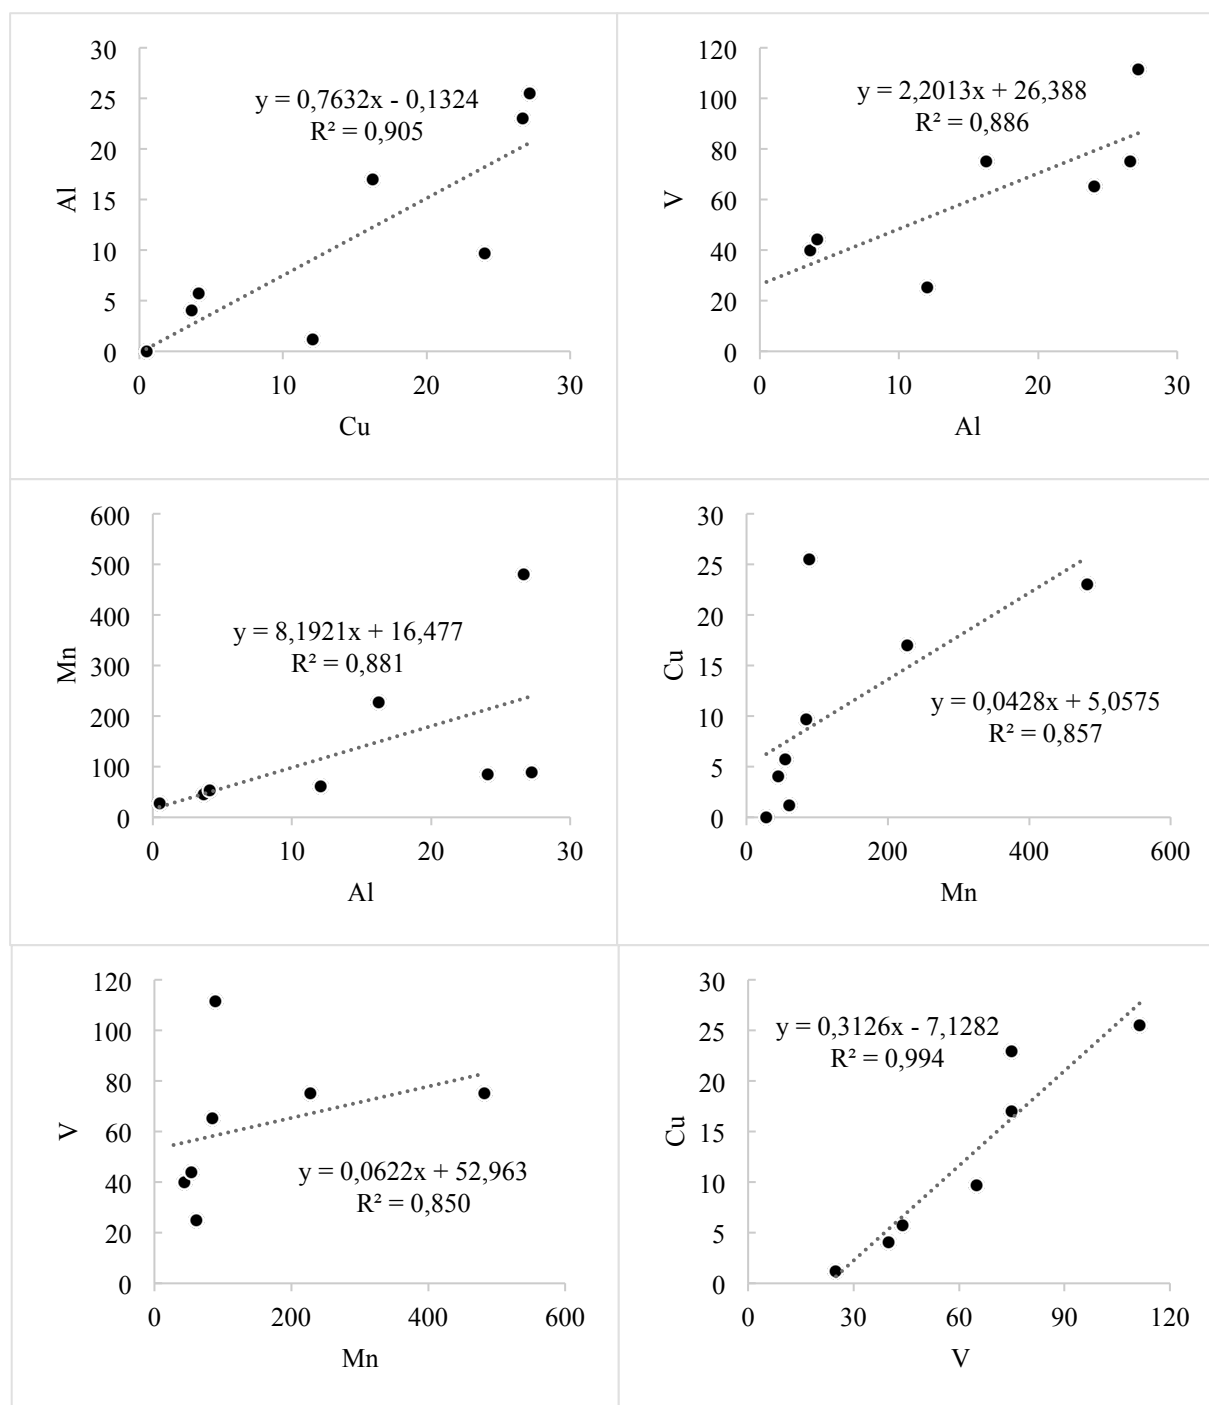 30
25
20
15
10
5
0
0
10
20
30
Al
Cu
y = 0,7632x - 0,1324
R² = 0,905
120
100
80
60
40
20
0
0
10
20
30
V
Al
y = 2,2013x + 26,388
R² = 0,886
600
500
400
300
200
100
0
0
10
20
30
Mn
Al
y = 8,1921x + 16,477
R² = 0,881
30
25
20
15
10
5
0
0
200
400
600
Cu
Mn
y = 0,0428x + 5,0575
R² = 0,857
120
100
80
60
40
20
0
0
200
400
600
V
Mn
y = 0,0622x + 52,963
R² = 0,850
30
25
20
15
10
5
0
0
30
60
90
120
Cu
V
y = 0,3126x - 7,1282
R² = 0,994